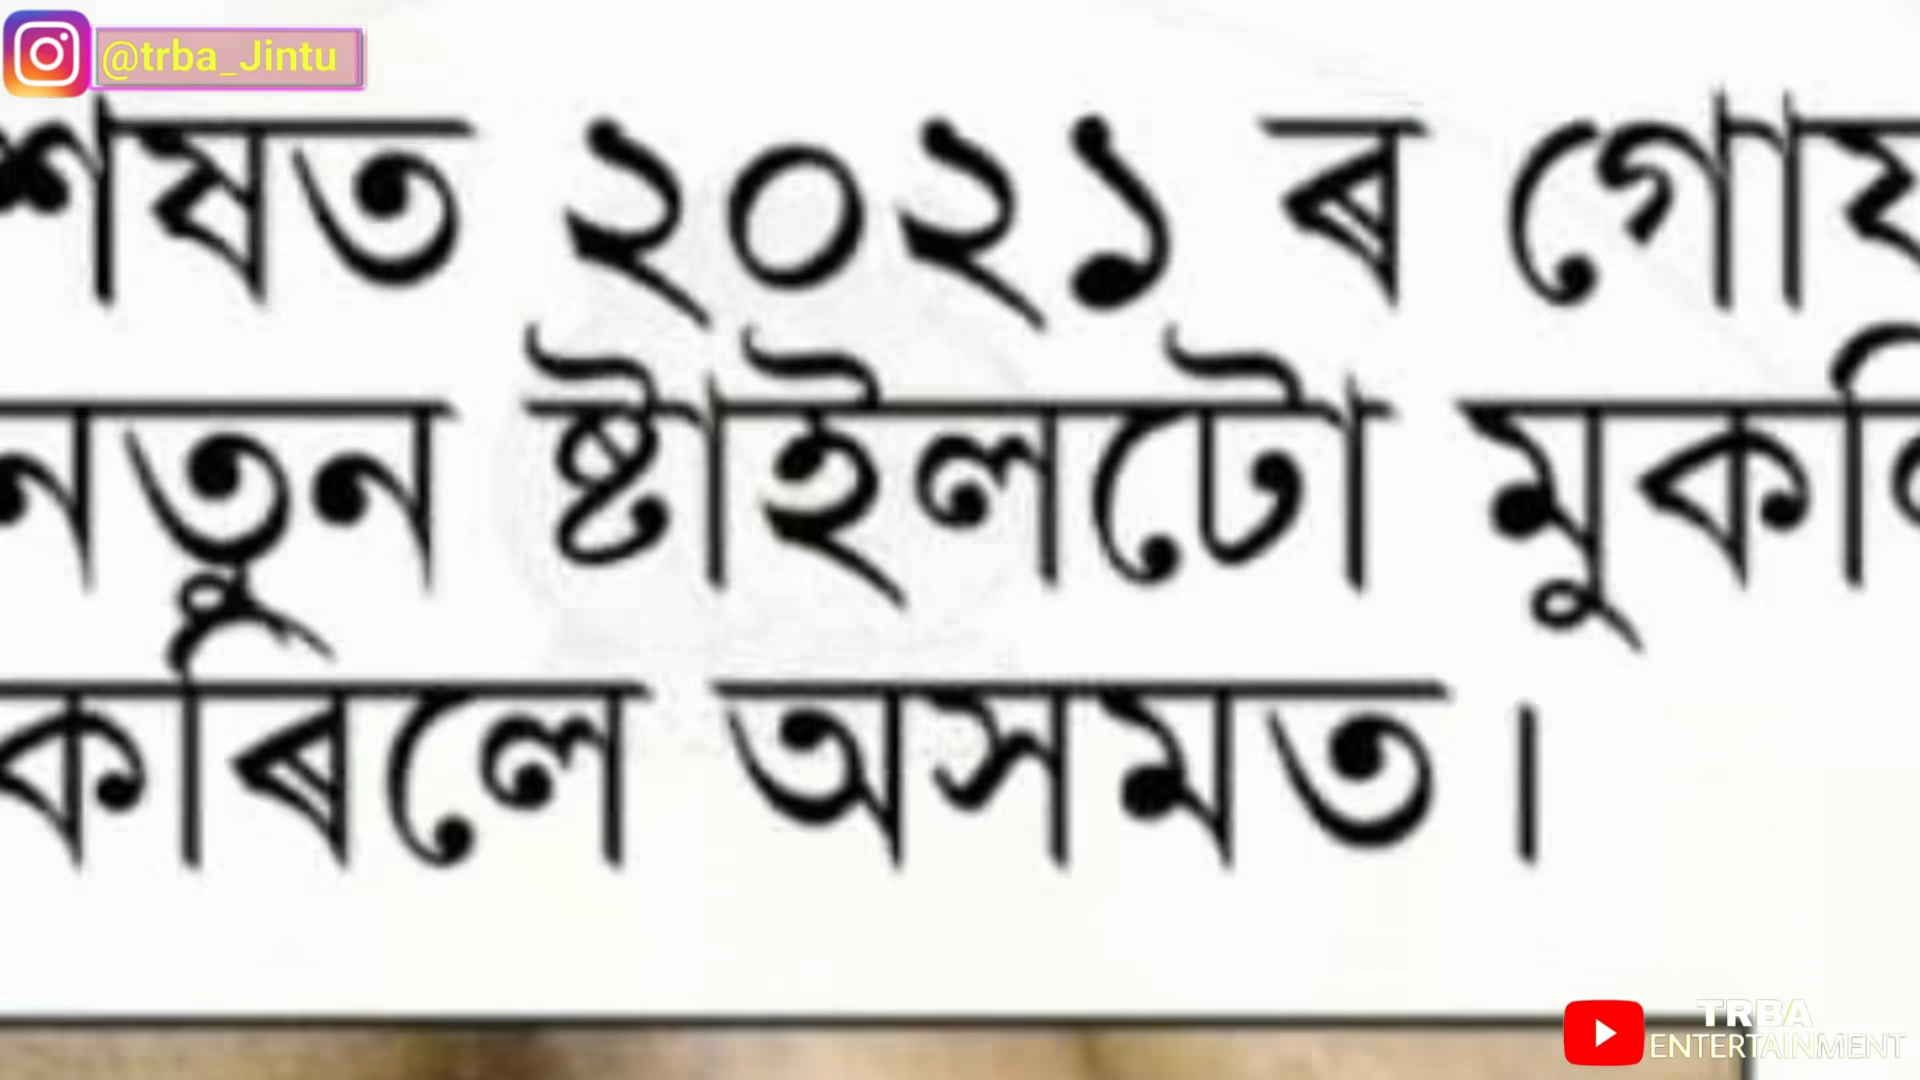 @trba_Jintu
শেষত ২০২১ ৰ
নতুন ষ্টাইলটো
কৰিলে অসমত।
TRBA
ENTERTAINMENT